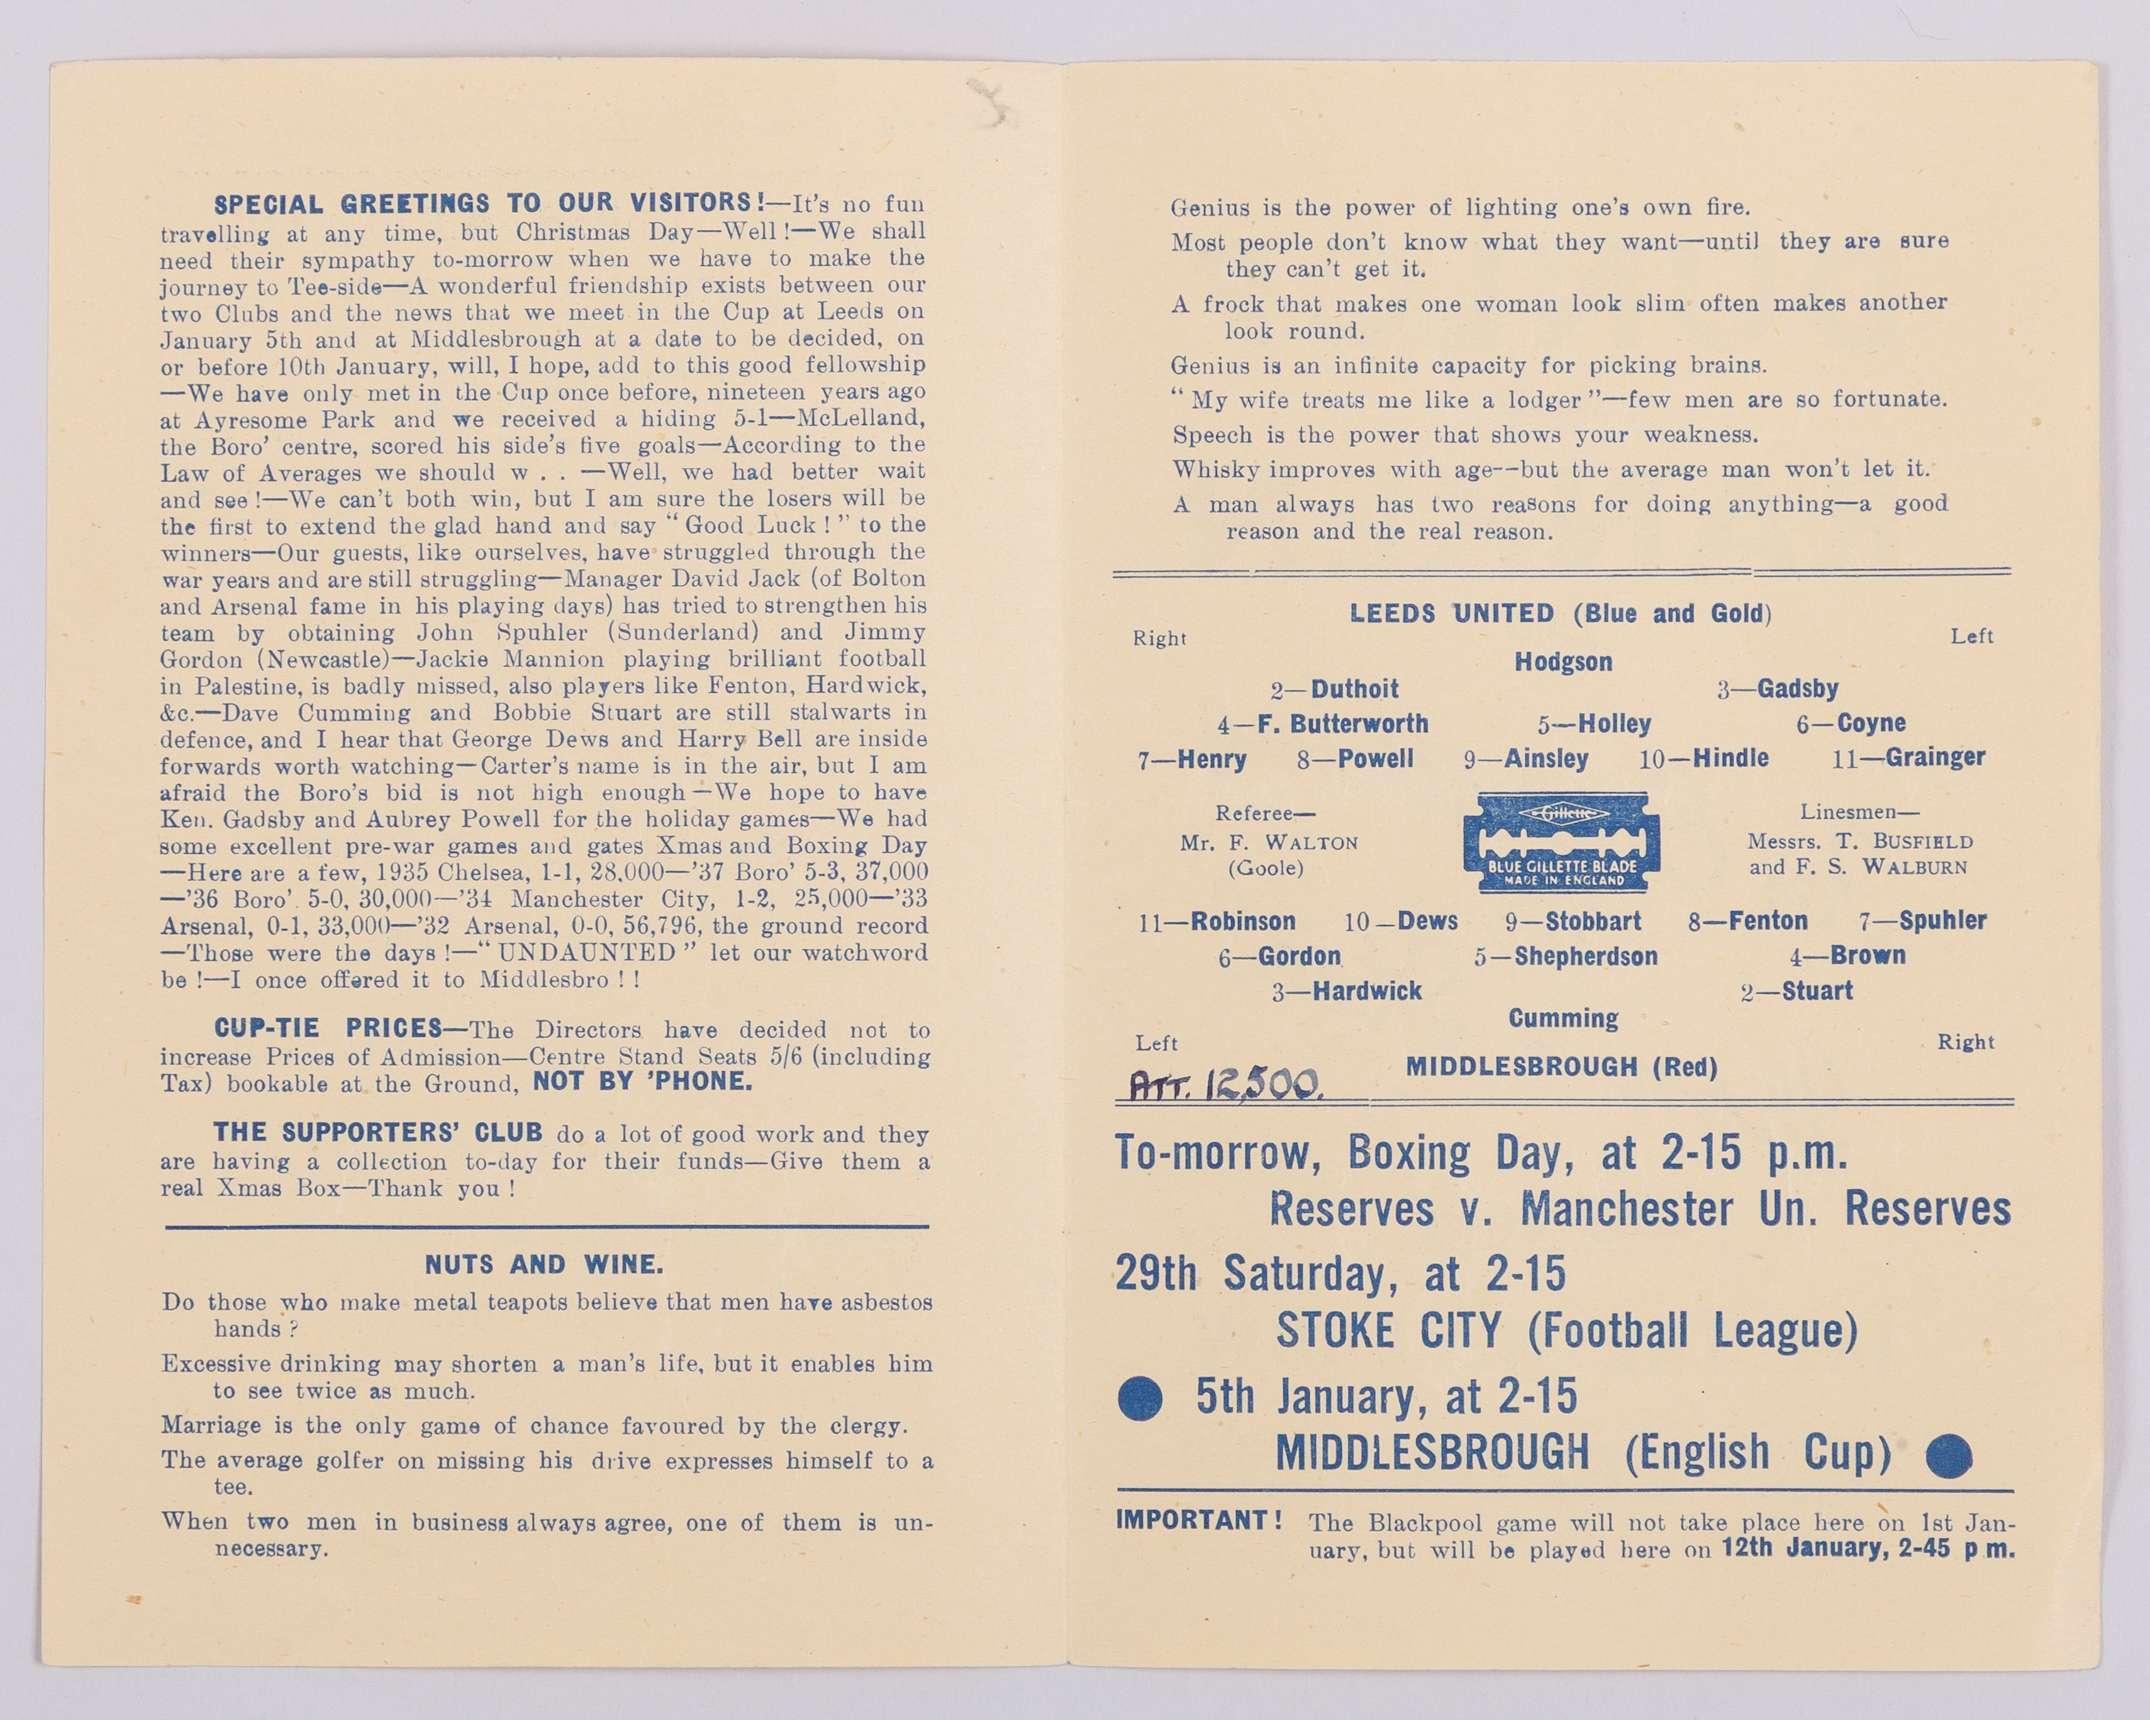 SPECIAL GREETINGS TO OUR VISITORS!—It's no fun
travelling at any time, but Christmas Day—Well!—We shall
need their sympathy to-morrow when we have to make the
journey to Tee-side—A wonderful friendship exists between our
two Clubs and the news that we meet in the Cup at Leeds on
January 5th and at Middlesbrough at a date to be decided, on
or before 10th January, will, I hope, add to this good fellowship
—We have only met in the Cup once before, nineteen years ago
at Ayresome Park and we received a hiding 5-1—McLelland,
the Boro' centre, scored his side's five goals—According to the
Law of Averages we should w . . —Well, we had better wait
and see!—We can't both win, but I am sure the losers will be
the first to extend the glad hand and say "Good Luck!" to the
winners—Our guests, like ourselves, have struggled through the
war years and are still struggling—Manager David Jack (of Bolton
and Arsenal fame in his playing days) has tried to strengthen his
team by obtaining John Spuhler (Sunderland) and Jimmy
Gordon (Newcastle)—Jackie Mannion playing brilliant football
in Palestine, is badly missed, also players like Fenton, Hardwick,
&c.—Dave Cumming and Bobbie Stuart are still stalwarts in
defence, and I hear that George Dews and Harry Bell are inside
forwards worth watching—Carter's name is in the air, but I am
afraid the Boro's bid is not high enough—We hope to have
Ken. Gadsby and Aubrey Powell for the holiday games—We had
some excellent pre-war games and gates Xmas and Boxing Day
—Here are a few, 1935 Chelsea, 1-1, 28,000—'37 Boro' 5-3, 37,000
—'36 Boro' 5-0, 30,000—'34 Manchester City, 1-2, 25,000—'33
Arsenal, 0-1, 33,000—'32 Arsenal, 0-0, 56,796, the ground record
—Those were the days!—"UNDAUNTED" let our watchword
be!—I once offered it to Middlesbro!!
CUP-TIE PRICES—The Directors have decided not to
increase Prices of Admission—Centre Stand Seats 5/6 (including
Tax) bookable at the Ground, NOT BY 'PHONE.
THE SUPPORTERS' CLUB do a lot of good work and they
are having a collection to-day for their funds—Give them a
real Xmas Box—Thank you!
NUTS AND WINE.
Do those who make metal teapots believe that men have asbestos
hands?
Excessive drinking may shorten a man's life, but it enables him
to see twice as much.
Marriage is the only game of chance favoured by the clergy.
The average golfer on missing his drive expresses himself to a
tee.
When two men in business always agree, one of them is un-
necessary.
Genius is the power of lighting one's own fire.
Most people don't know what they want—until they are sure
they can't get it.
A frock that makes one woman look slim often makes another
look round.
Genius is an infinite capacity for picking brains.
"My wife treats me like a lodger"—few men are so fortunate.
Speech is the power that shows your weakness.
Whisky improves with age--but the average man won't let it.
A man always has two reasons for doing anything—a good
reason and the real reason.
LEEDS UNITED (Blue and Gold)
Right Left
Hodgson
2—Duthoit 3—Gadsby
4—F. Butterworth 5—Holley 6—Coyne
7—Henry 8—Powell 9—Ainsley 10—Hindle 11—Grainger
Referee—
Mr. F. WALTON
(Goole)
Gillette
BLUE GILLETTE BLADE
MADE IN ENGLAND
Linesmen—
Messrs. T. BUSFIELD
and F. S. WALBURN
11—Robinson 10—Dews 9—Stobbart 8—Fenton 7—Spuhler
6—Gordon 5—Shepherdson 4—Brown
3—Hardwick 2—Stuart
Cumming
Left Right
MIDDLESBROUGH (Red)
ATT. 12,500.
To-morrow, Boxing Day, at 2-15 p.m.
Reserves v. Manchester Un. Reserves
29th Saturday, at 2-15
STOKE CITY (Football League)
5th January, at 2-15
MIDDLESBROUGH (English Cup)
IMPORTANT! The Blackpool game will not take place here on 1st Jan-
uary, but will be played here on 12th January, 2-45 p m.